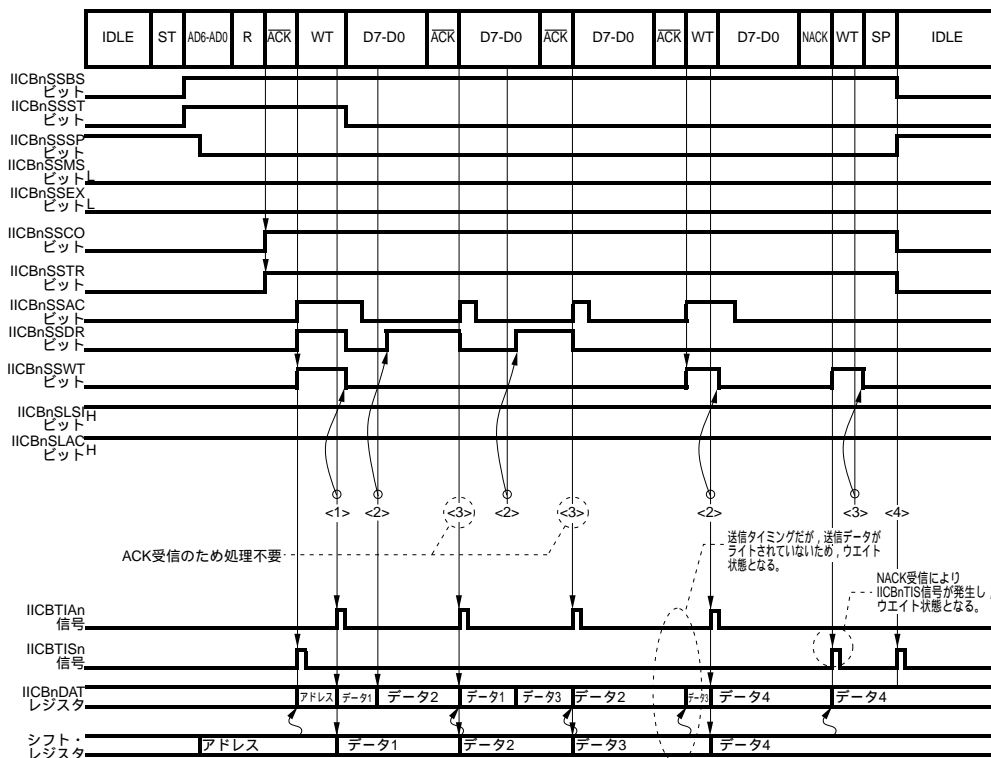 IDLE ST AD6-AD0 R ACK WT D7-D0 ACK D7-D0 ACK D7-D0 ACK WT D7-D0 NACK WT SP IDLE
IICBnSSBS
ビット
IICBnSSST
ビット
IICBnSSSP
ビット
IICBnSSMS
ビット L
IICBnSSEX
ビット L
IICBnSSCO
ビット
IICBnSSTR
ビット
IICBnSSAC
ビット
IICBnSSDR
ビット
IICBnSSWT
ビット
IICBnSLSI H
ビット
IICBnSLAC H
ビット
<1> <2> <3> <2> <3> <2> <3> <4>
ACK受信のため処理不要
送信タイミングだが，送信データが
ライトされていないため，ウエイト
状態となる。
NACK受信により
IICBnTIS信号が発生し，
ウエイト状態となる。
IICBTIAn
信号
IICBTISn
信号
IICBnDAT
レジスタ
アドレス データ1 データ2 データ1 データ3 データ2 データ3 データ4 データ4
シフト・
レジスタ
アドレス データ1 データ2 データ3 データ4